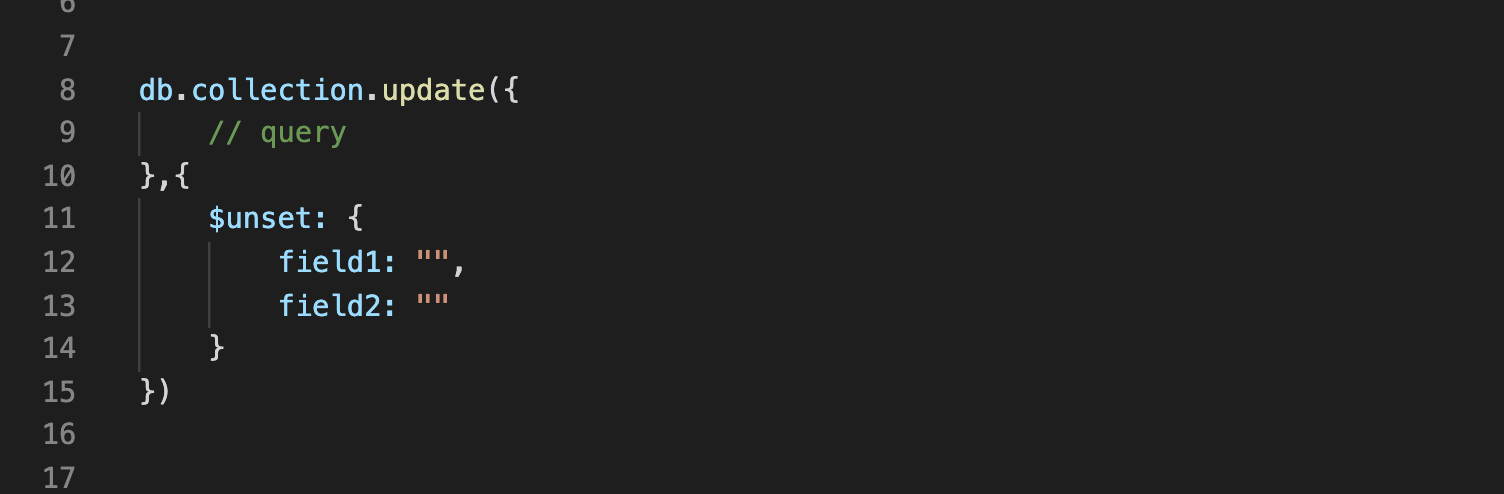 6
7
8 db.collection.update({
9 // query
10 },{
11 $unset: {
12 field1: "",
13 field2: ""
14 }
15 })
16
17